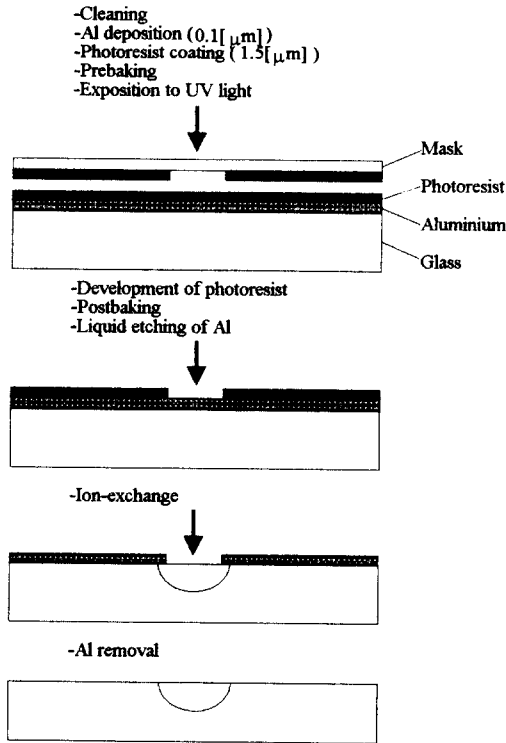 -Cleaning
-Al deposition (0.1[μm])
-Photoresist coating (1.5[μm])
-Prebaking
-Exposition to UV light
Mask
Photoresist
Aluminium
Glass
-Development of photoresist
-Postbaking
-Liquid etching of Al
-Ion-exchange
-Al removal